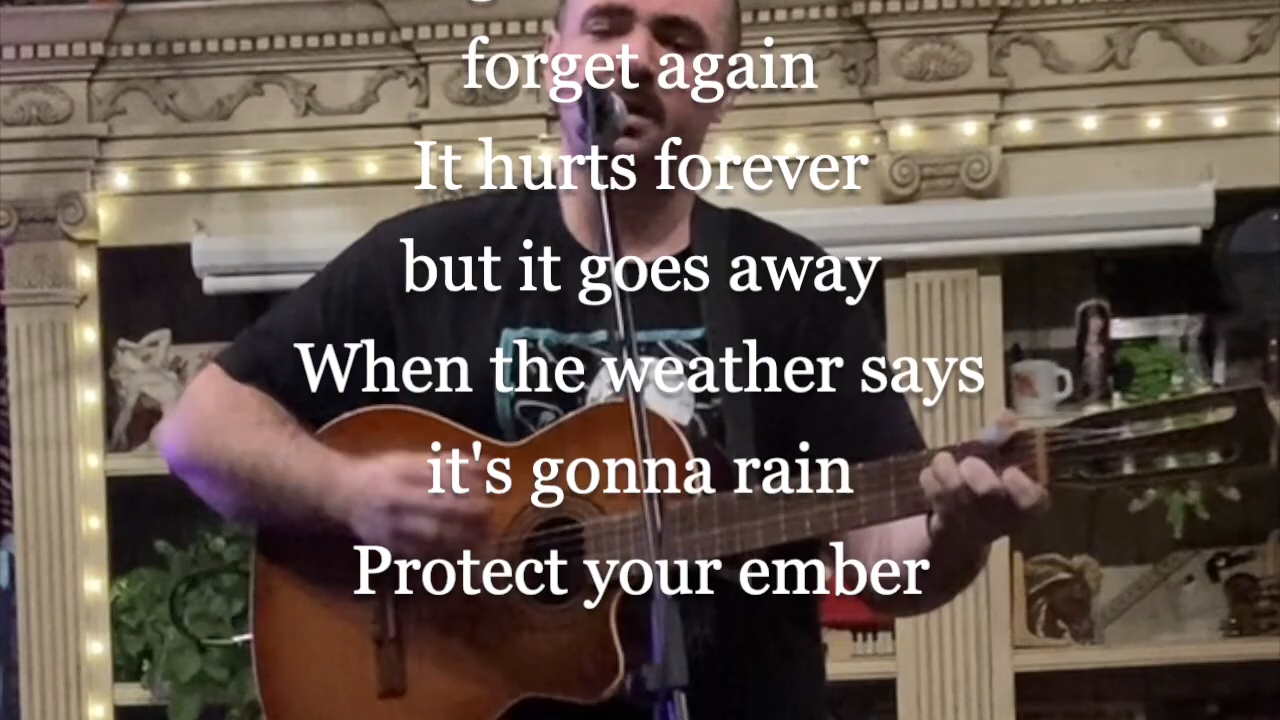 forget again
It hurts forever
but it goes away
When the weather says
it's gonna rain
Protect your ember